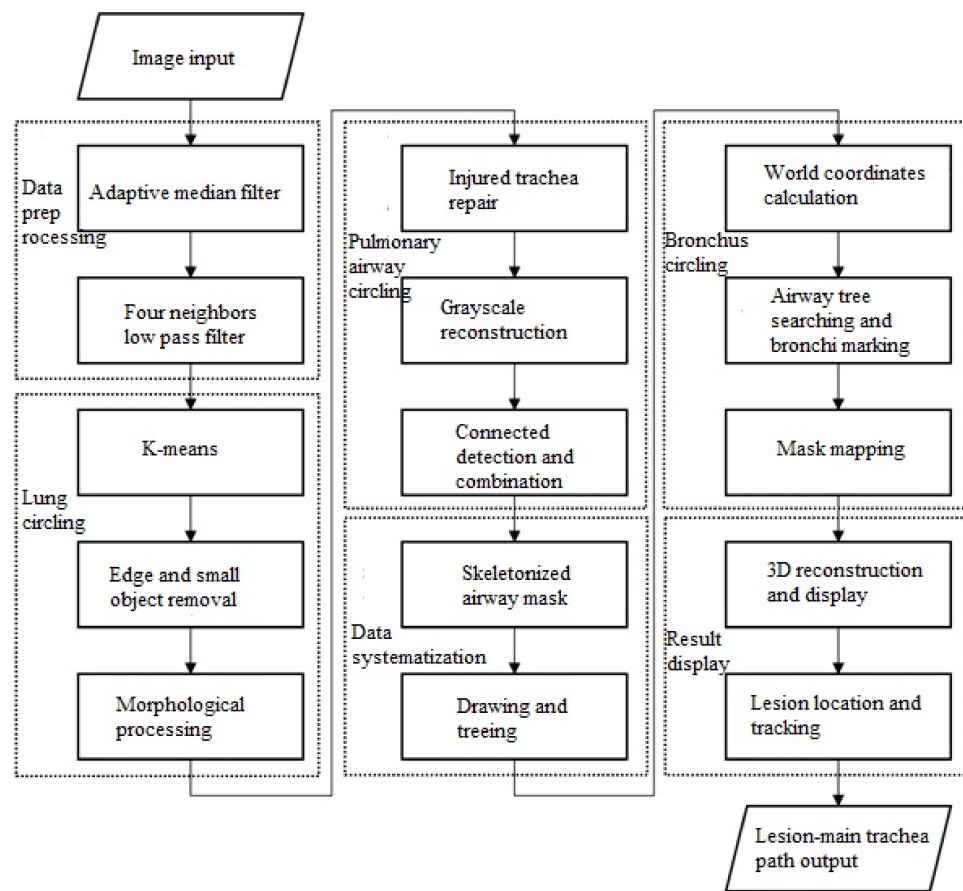 Image input
Data
prep
rocessing
Adaptive median filter
Four neighbors
low pass filter
Lung
circling
K-means
Edge and small
object removal
Morphological
processing
Pulmonary
airway
circling
Injured trachea
repair
Grayscale
reconstruction
Connected
detection and
combination
Data
systematization
Skeletonized
airway mask
Drawing and
treeing
Bronchus
circling
World coordinates
calculation
Airway tree
searching and
bronchi marking
Mask mapping
Result
display
3D reconstruction
and display
Lesion location and
tracking
Lesion-main trachea
path output